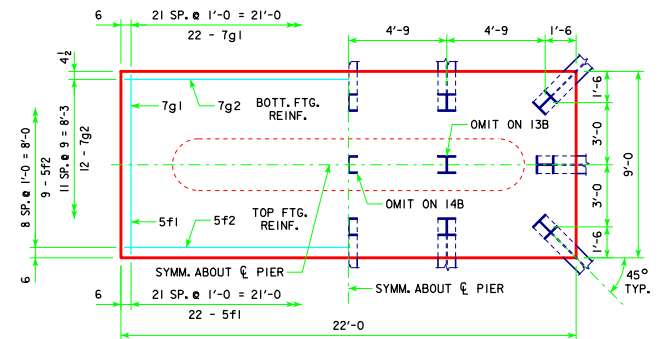 6
21 SP. @ 1'-0 = 21'-0
22 - 7g1
4'-9
4'-9
1'-6
4½
7g1
7g2
BOTT. FTG.
REINF.
1'-6
OMIT ON 13B
8 SP. @ 1'-0 = 8'-0
9 - 5f2
11 SP. @ 9 = 8'-3
12 - 7g2
3'-0
9'-0
OMIT ON 14B
3'-0
5f1
5f2
TOP FTG.
REINF.
1'-6
6
SYMM. ABOUT ℄ PIER
SYMM. ABOUT ℄ PIER
45°
TYP.
6
21 SP. @ 1'-0 = 21'-0
22 - 5f1
22'-0